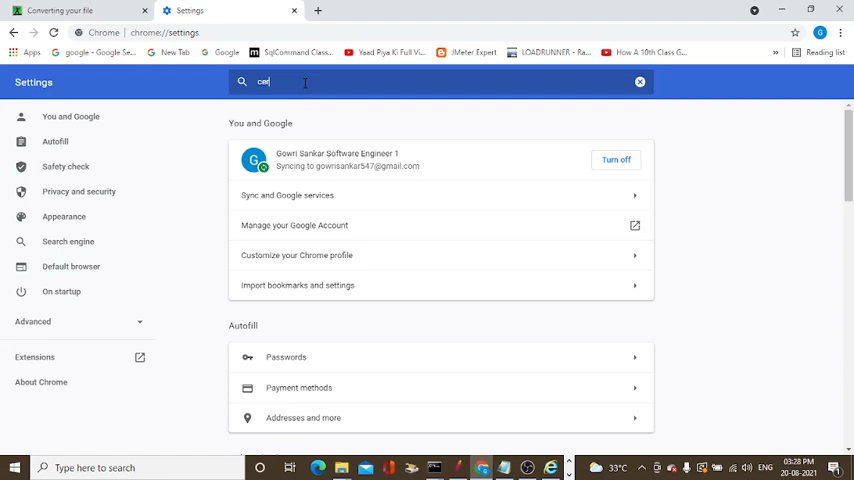 Converting your file
Settings
Chrome | chrome://settings
Apps
google - Google Se...
New Tab
Google
SqlCommand Class...
Yaad Piya Ki Full Vi...
JMeter Expert
LOADRUNNER - Ra...
How A 10th Class G...
»
Reading list
Settings
cer
You and Google
Autofill
Safety check
Privacy and security
Appearance
Search engine
Default browser
On startup
Advanced
Extensions
About Chrome
You and Google
G
Gowri Sankar Software Engineer 1
Syncing to gowrisankar547@gmail.com
Turn off
Sync and Google services
Manage your Google Account
Customize your Chrome profile
Import bookmarks and settings
Autofill
Passwords
Payment methods
Addresses and more
Type here to search
33°C
ENG
03:28 PM
20-08-2021